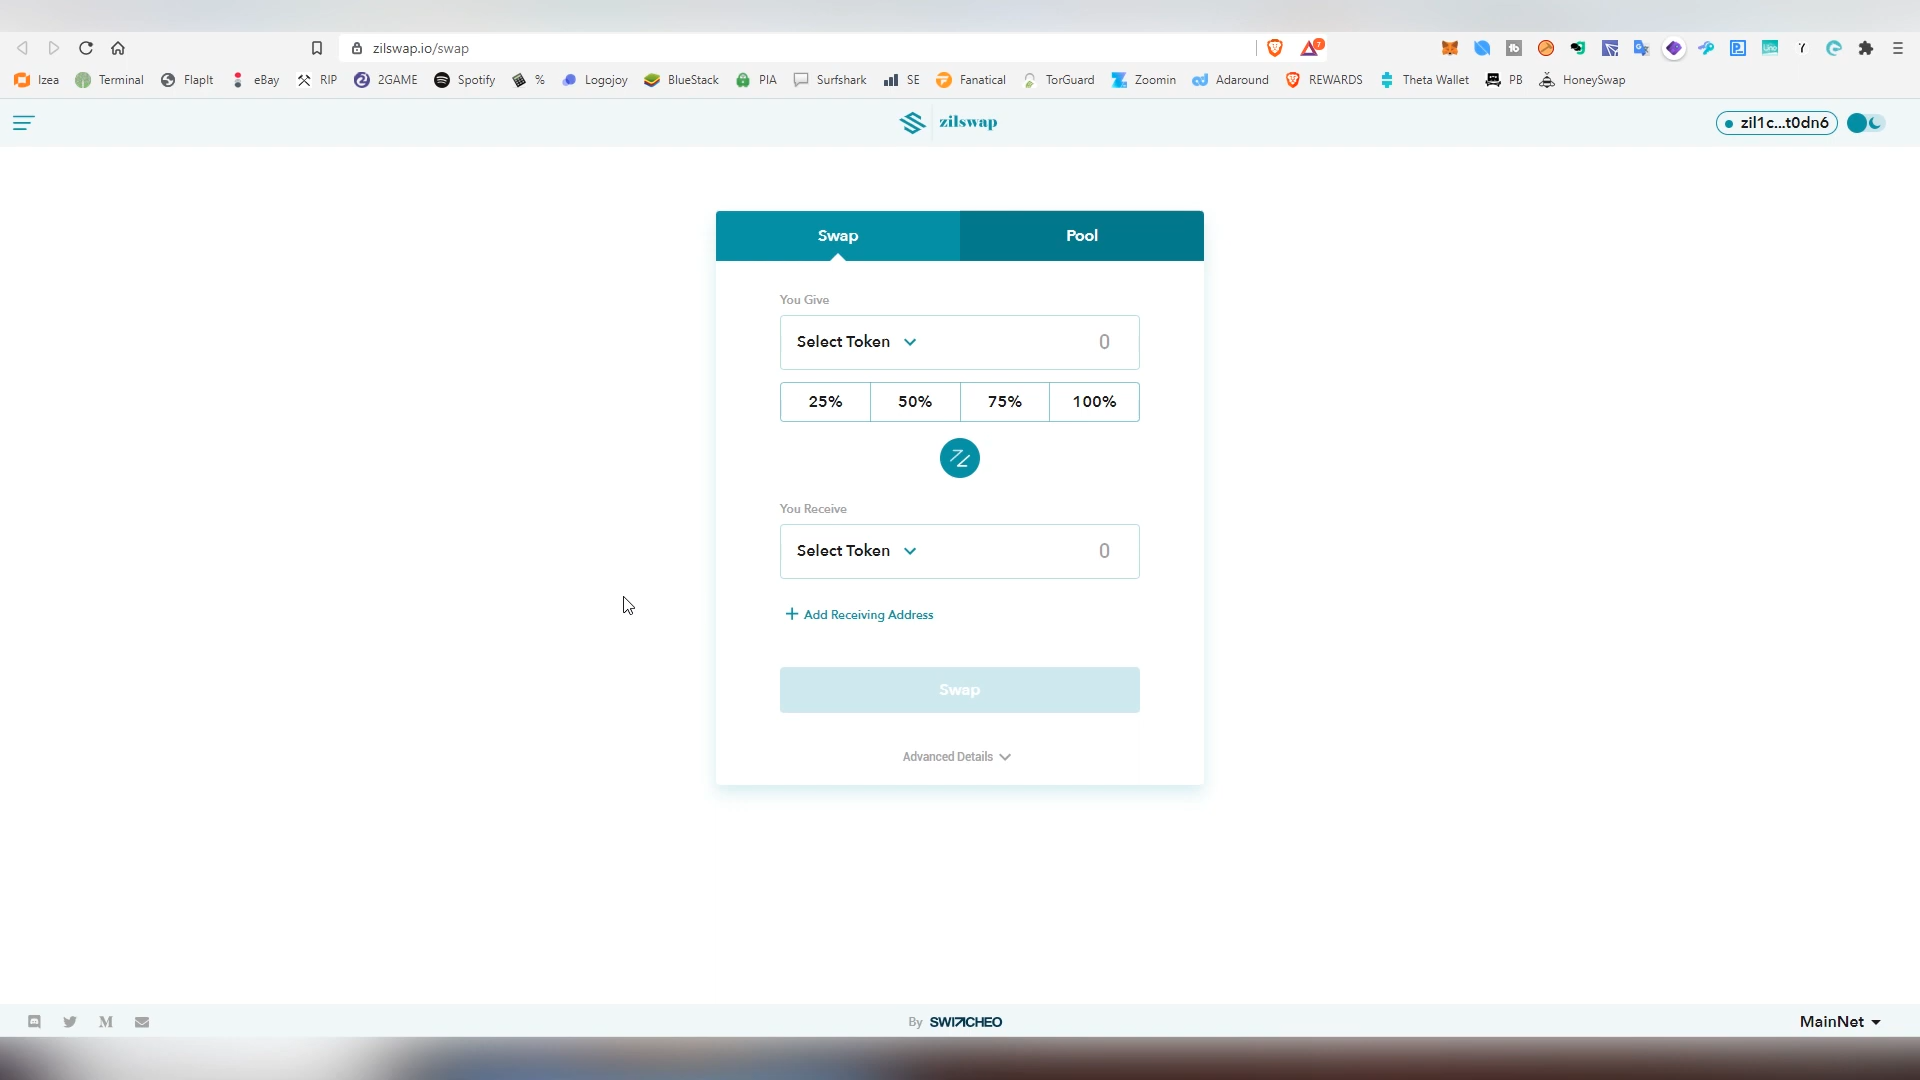 zilswap.io/swap
7
Izea Terminal FlapIt eBay RIP 2GAME Spotify % Logojoy BlueStack PIA Surfshark SE Fanatical TorGuard Zoomin Adaround REWARDS Theta Wallet PB HoneySwap
zilswap
zil1c...t0dn6
Swap Pool
You Give
Select Token 0
25% 50% 75% 100%
You Receive
Select Token 0
+ Add Receiving Address
Swap
Advanced Details
By SWITCHEO
MainNet